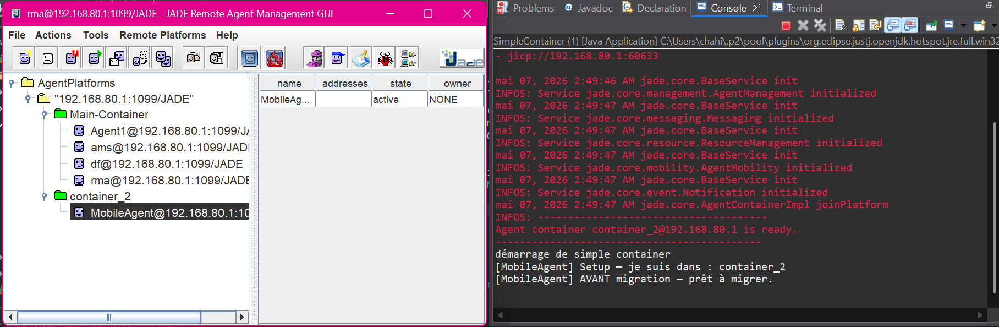 rma@192.168.80.1:1099/JADE - JADE Remote Agent Management GUI
File Actions Tools Remote Platforms Help
Jade
AgentPlatforms
"192.168.80.1:1099/JADE"
Main-Container
Agent1@192.168.80.1:1099/J
ams@192.168.80.1:1099/JAD
df@192.168.80.1:1099/JADE
rma@192.168.80.1:1099/JADE
container_2
MobileAgent@192.168.80.1:10
name addresses state owner
MobileAg... active NONE
Problems Javadoc Declaration Console Terminal
SimpleContainer (1) [Java Application] C:\Users\chahi\.p2\pool\plugins\org.eclipse.justj.openjdk.hotspot.jre.full.win32
- jicp://192.168.80.1:60633
mai 07, 2026 2:49:46 AM jade.core.BaseService init
INFOS: Service jade.core.management.AgentManagement initialized
mai 07, 2026 2:49:47 AM jade.core.BaseService init
INFOS: Service jade.core.messaging.Messaging initialized
mai 07, 2026 2:49:47 AM jade.core.BaseService init
INFOS: Service jade.core.resource.ResourceManagement initialized
mai 07, 2026 2:49:47 AM jade.core.BaseService init
INFOS: Service jade.core.mobility.AgentMobility initialized
mai 07, 2026 2:49:47 AM jade.core.BaseService init
INFOS: Service jade.core.event.Notification initialized
mai 07, 2026 2:49:47 AM jade.core.AgentContainerImpl joinPlatform
INFOS: --------------------------------------
Agent container container_2@192.168.80.1 is ready.
--------------------------------------------
démarrage de simple container
[MobileAgent] Setup — je suis dans : container_2
[MobileAgent] AVANT migration — prêt à migrer.